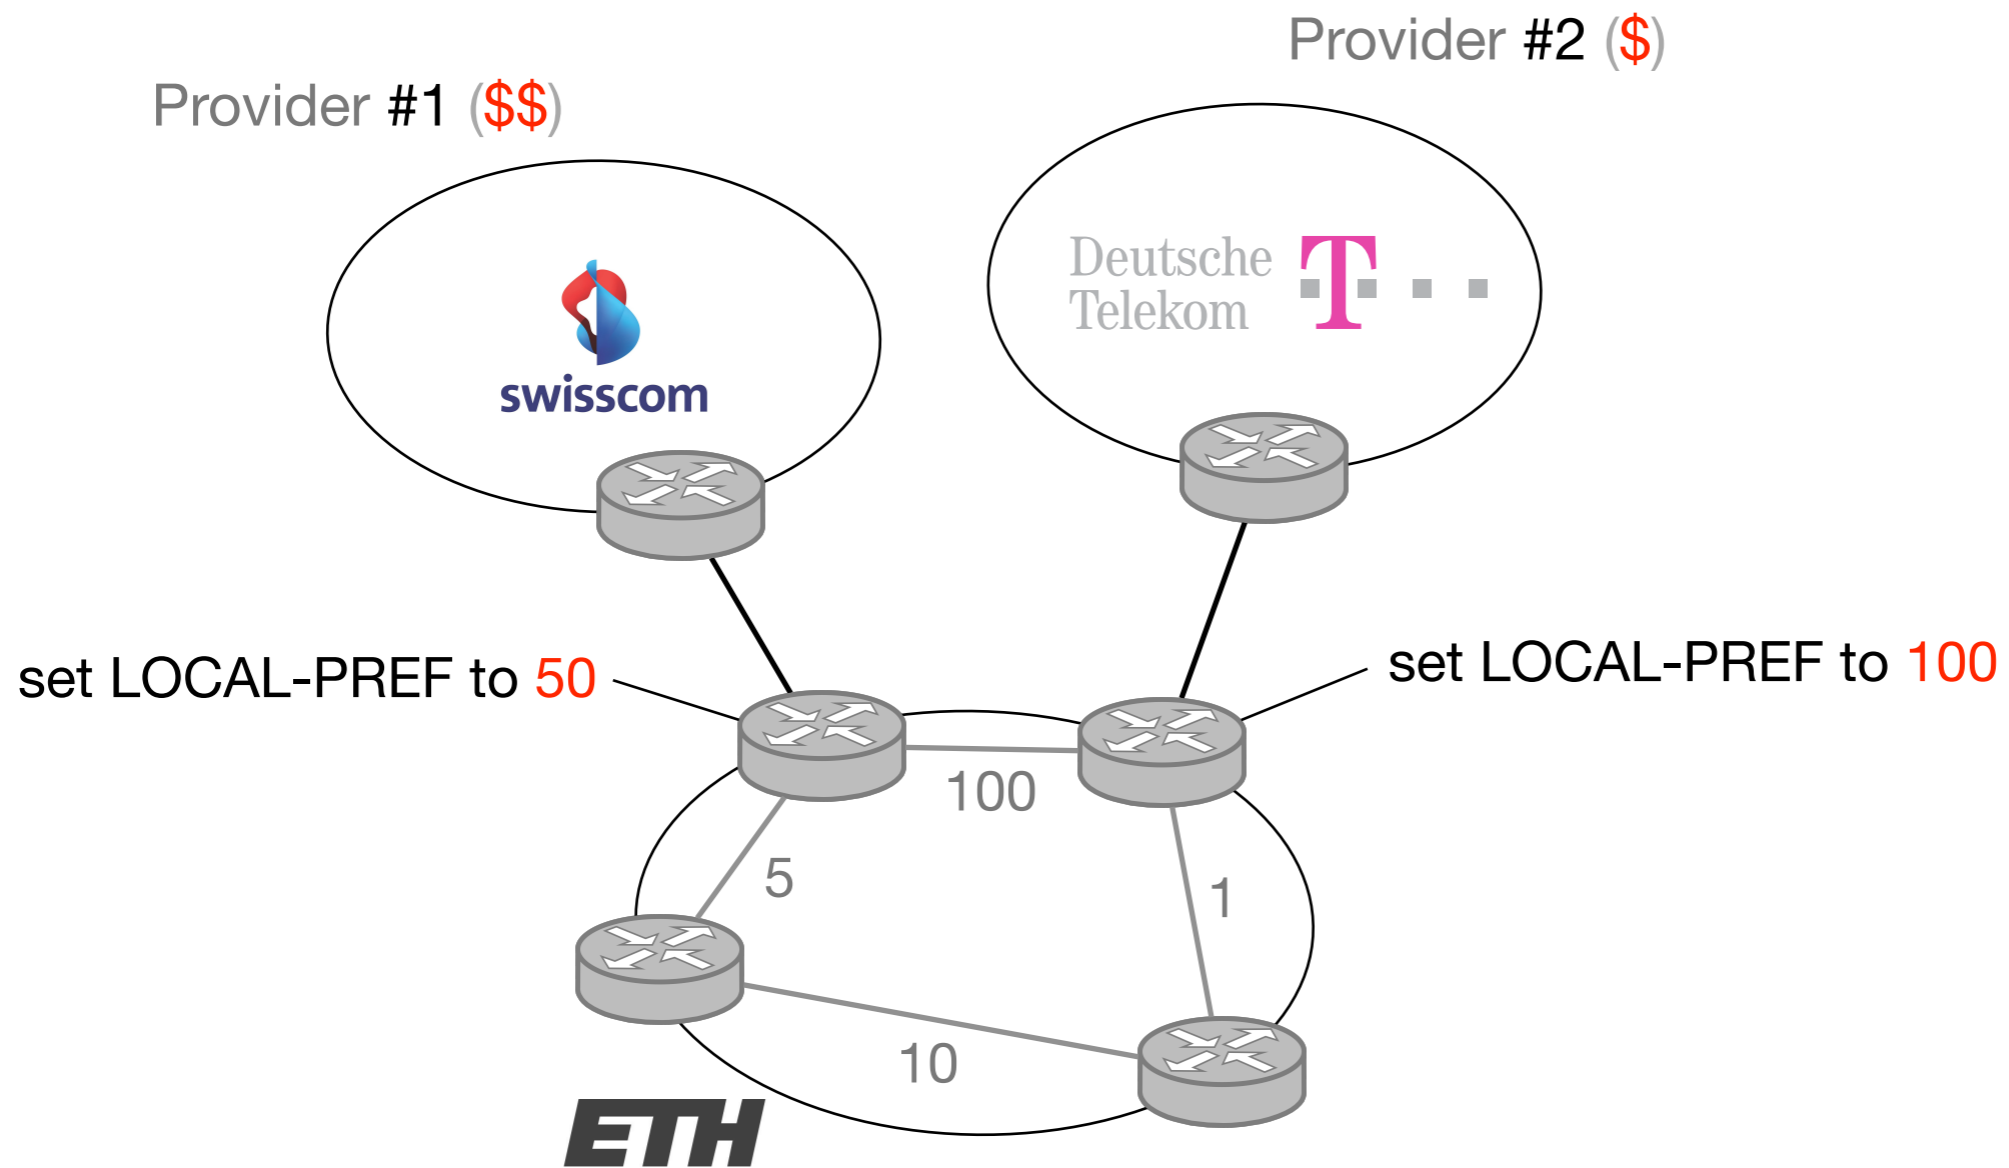 Provider #2 ($)
Provider #1 ($$)
Deutsche
Telekom T
swisscom
set LOCAL-PREF to 50
set LOCAL-PREF to 100
100
5
1
10
ETH